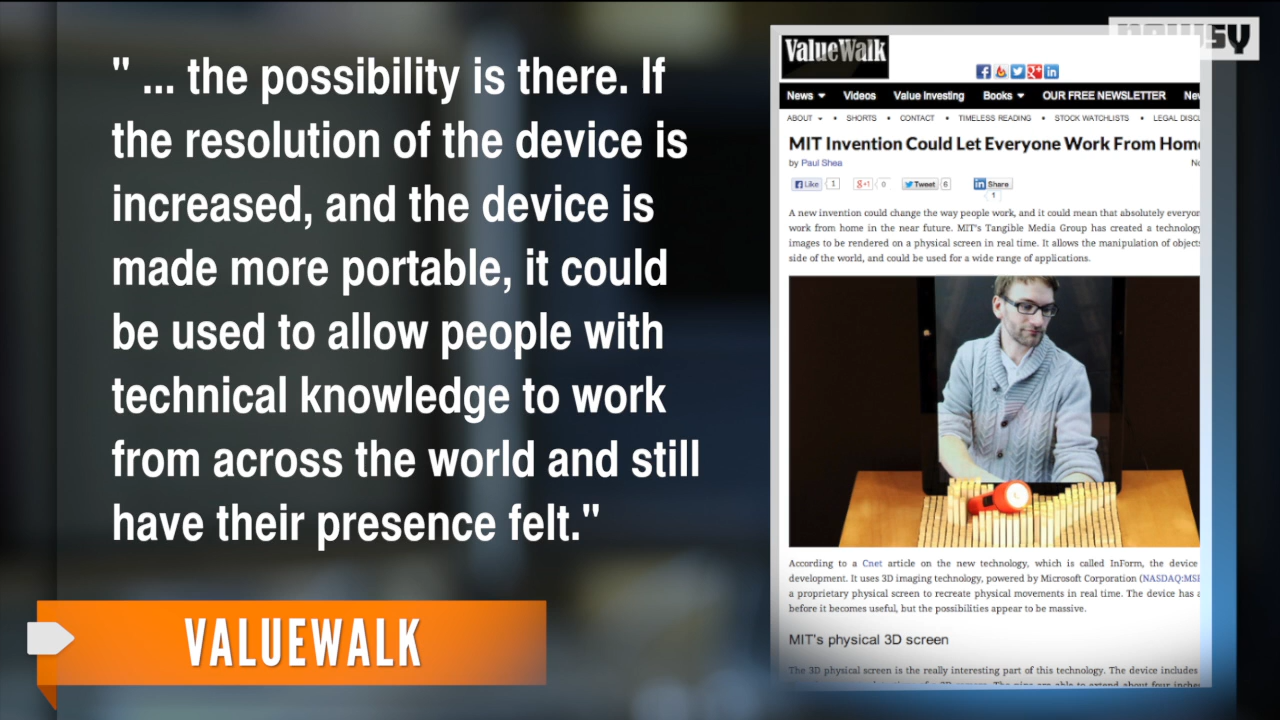 " ... the possibility is there. If
the resolution of the device is
increased, and the device is
made more portable, it could
be used to allow people with
technical knowledge to work
from across the world and still
have their presence felt."
VALUEWALK
newsy
ValueWalk
News Videos Value Investing Books OUR FREE NEWSLETTER
ABOUT • SHORTS • CONTACT • TIMELESS READING • STOCK WATCHLISTS • LEGAL
MIT Invention Could Let Everyone Work From Home
by Paul Shea
Like 1 g+1 0 Tweet 6 in Share
1
A new invention could change the way people work, and it could mean that absolutely
work from home in the near future. MIT's Tangible Media Group has created a technology
images to be rendered on a physical screen in real time. It allows the manipulation of
side of the world, and could be used for a wide range of applications.
According to a Cnet article on the new technology, which is called InForm, the device
development. It uses 3D imaging technology, powered by Microsoft Corporation (NASDAQ:
a proprietary physical screen to recreate physical movements in real time. The device has
before it becomes useful, but the possibilities appear to be massive.
MIT's physical 3D screen
The 3D physical screen is the really interesting part of this technology. The device includes